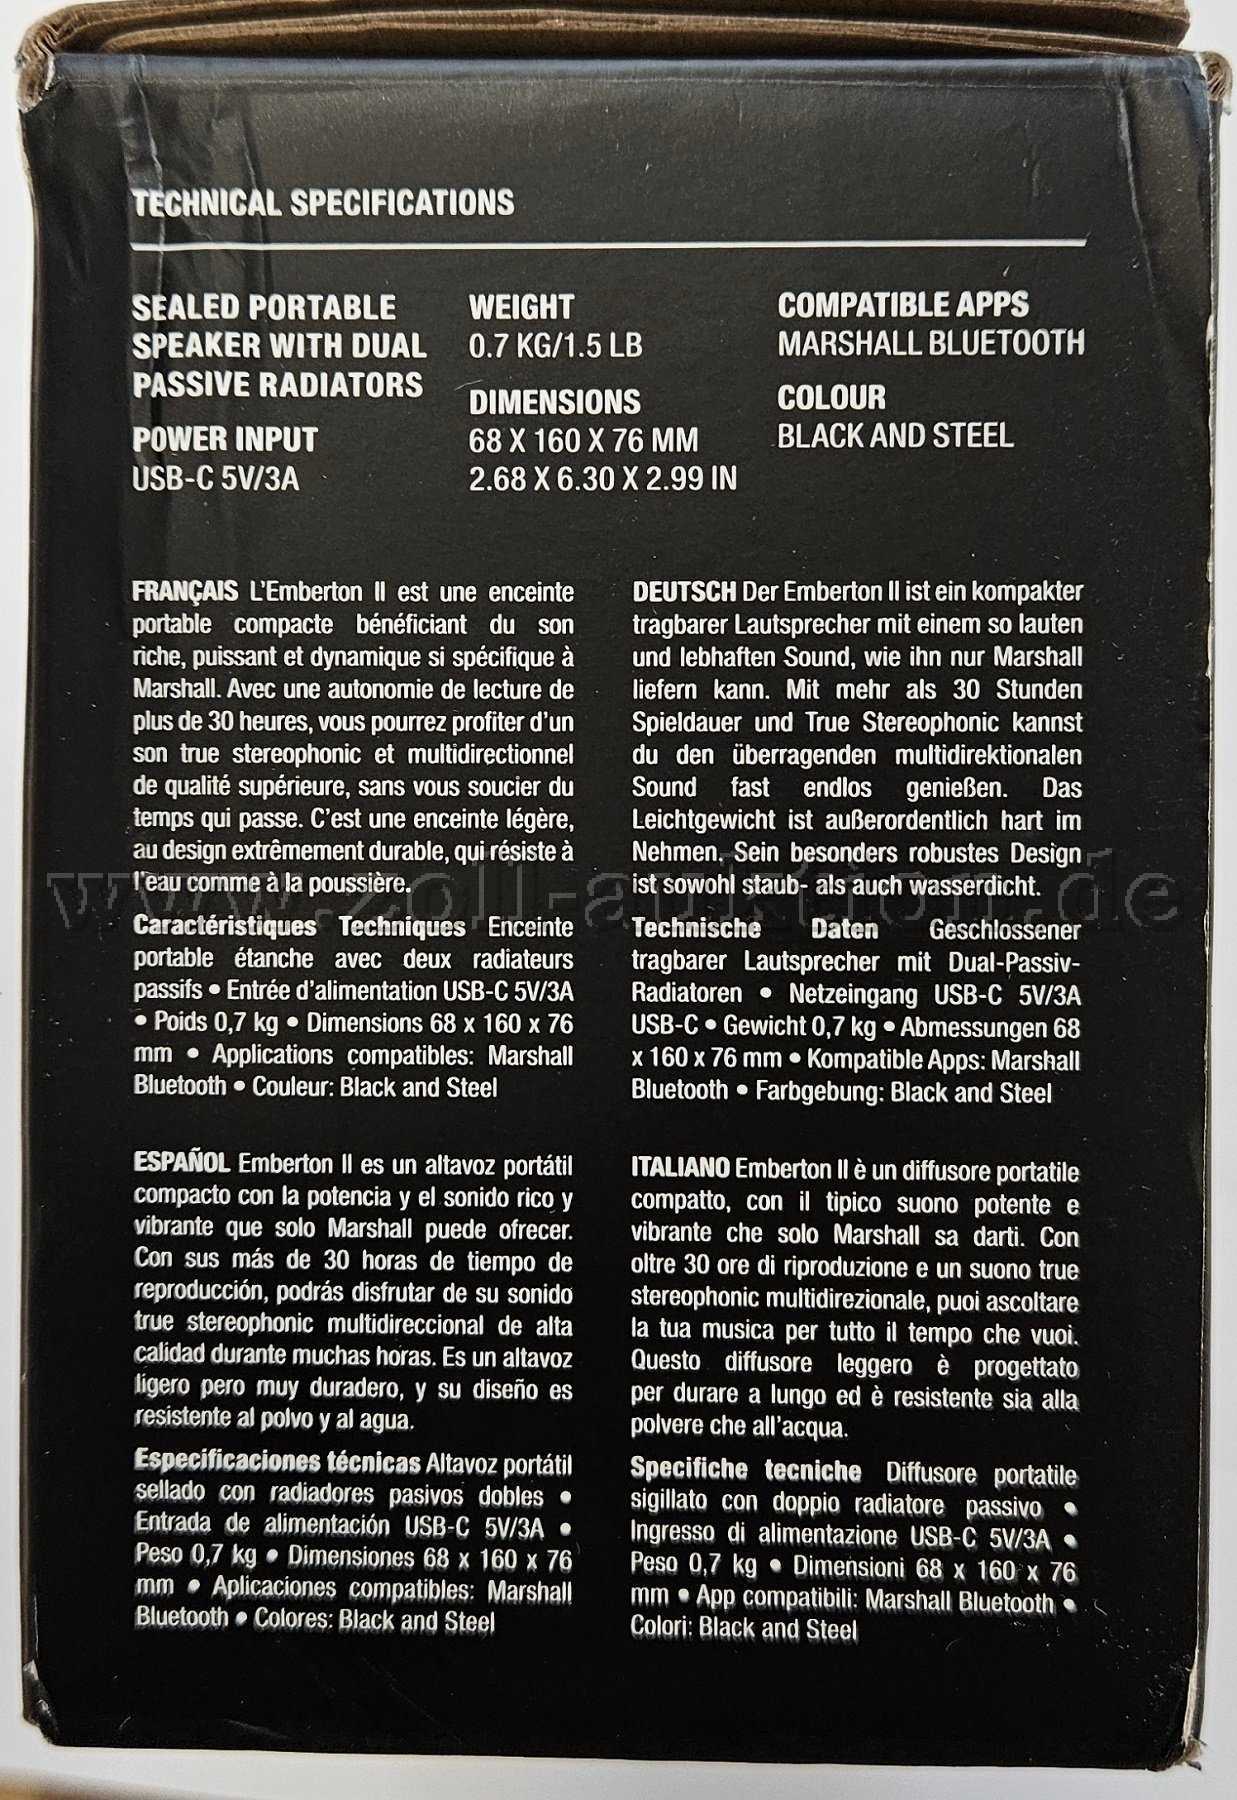 TECHNICAL SPECIFICATIONS
SEALED PORTABLE
SPEAKER WITH DUAL
PASSIVE RADIATORS
POWER INPUT
USB-C 5V/3A
WEIGHT
0.7 KG/1.5 LB
DIMENSIONS
68 X 160 X 76 MM
2.68 X 6.30 X 2.99 IN
COMPATIBLE APPS
MARSHALL BLUETOOTH
COLOUR
BLACK AND STEEL
FRANÇAIS L'Emberton II est une enceinte
portable compacte bénéficiant du son
riche, puissant et dynamique si spécifique à
Marshall. Avec une autonomie de lecture de
plus de 30 heures, vous pourrez profiter d'un
son true stereophonic et multidirectionnel
de qualité supérieure, sans vous soucier du
temps qui passe. C'est une enceinte légère,
au design extrêmement durable, qui résiste à
l'eau comme à la poussière.
Caractéristiques Techniques Enceinte
portable étanche avec deux radiateurs
passifs • Entrée d'alimentation USB-C 5V/3A
• Poids 0,7 kg • Dimensions 68 x 160 x 76
mm • Applications compatibles: Marshall
Bluetooth • Couleur: Black and Steel
DEUTSCH Der Emberton II ist ein kompakter
tragbarer Lautsprecher mit einem so lauten
und lebhaften Sound, wie ihn nur Marshall
liefern kann. Mit mehr als 30 Stunden
Spieldauer und True Stereophonic kannst
du den überragenden multidirektionalen
Sound fast endlos genießen. Das
Leichtgewicht ist außerordentlich hart im
Nehmen. Sein besonders robustes Design
ist sowohl staub- als auch wasserdicht.
Technische Daten Geschlossener
tragbarer Lautsprecher mit Dual-Passiv-
Radiatoren • Netzeingang USB-C 5V/3A
USB-C • Gewicht 0,7 kg • Abmessungen 68
x 160 x 76 mm • Kompatible Apps: Marshall
Bluetooth • Farbgebung: Black and Steel
ESPAÑOL Emberton II es un altavoz portátil
compacto con la potencia y el sonido rico y
vibrante que solo Marshall puede ofrecer.
Con sus más de 30 horas de tiempo de
reproducción, podrás disfrutar de su sonido
true stereophonic multidireccional de alta
calidad durante muchas horas. Es un altavoz
ligero pero muy duradero, y su diseño es
resistente al polvo y al agua.
Especificaciones técnicas Altavoz portátil
sellado con radiadores pasivos dobles •
Entrada de alimentación USB-C 5V/3A •
Peso 0,7 kg • Dimensiones 68 x 160 x 76
mm • Aplicaciones compatibles: Marshall
Bluetooth • Colores: Black and Steel
ITALIANO Emberton II è un diffusore portatile
compatto, con il tipico suono potente e
vibrante che solo Marshall sa darti. Con
oltre 30 ore di riproduzione e un suono true
stereophonic multidirezionale, puoi ascoltare
la tua musica per tutto il tempo che vuoi.
Questo diffusore leggero è progettato
per durare a lungo ed è resistente sia alla
polvere che all'acqua.
Specifiche tecniche Diffusore portatile
sigillato con doppio radiatore passivo •
Ingresso di alimentazione USB-C 5V/3A •
Peso 0,7 kg • Dimensioni 68 x 160 x 76
mm • App compatibili: Marshall Bluetooth •
Colori: Black and Steel
www.zoll-auktion.de